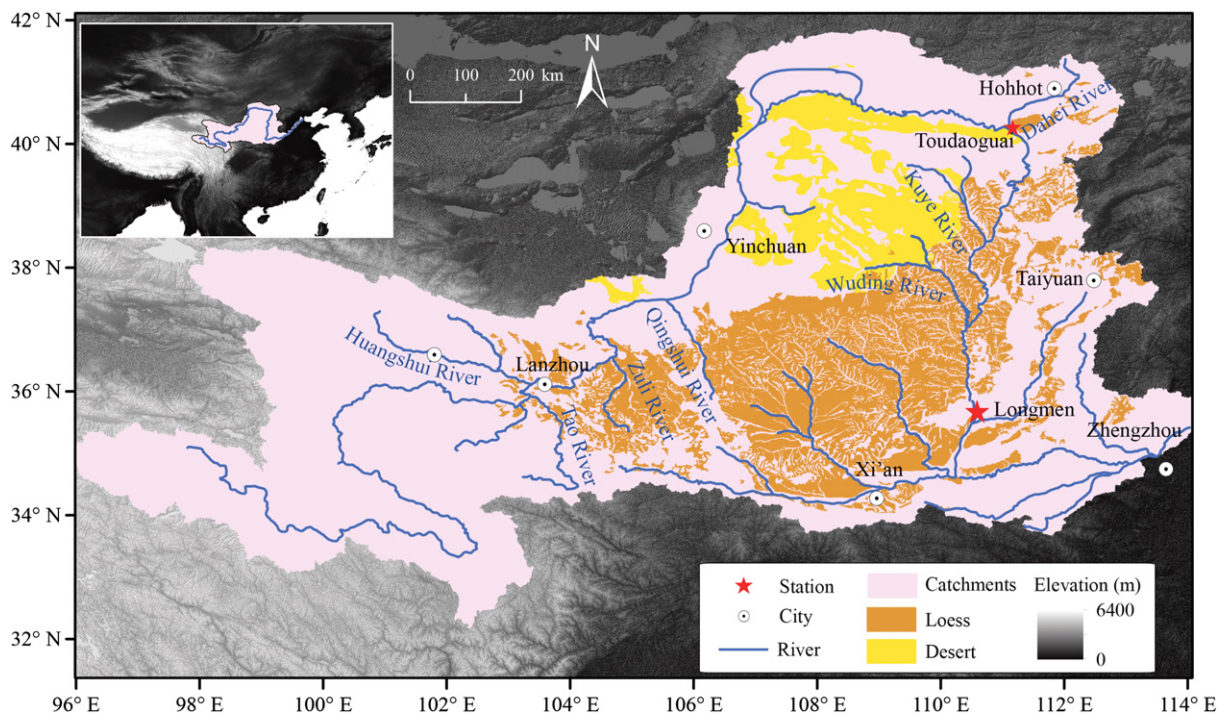 42° N
40° N
38° N
36° N
34° N
32° N
N
0 100 200 km
Hohhot
Dahei River
Toudaoguai
Kuye River
Yinchuan
Wuding River
Taiyuan
Huangshui River
Lanzhou
Qingshui River
Zuli River
Tao River
Longmen
Zhengzhou
Xi'an
Station
City
River
Catchments
Loess
Desert
Elevation (m)
6400
0
96° E 98° E 100° E 102° E 104° E 106° E 108° E 110° E 112° E 114° E